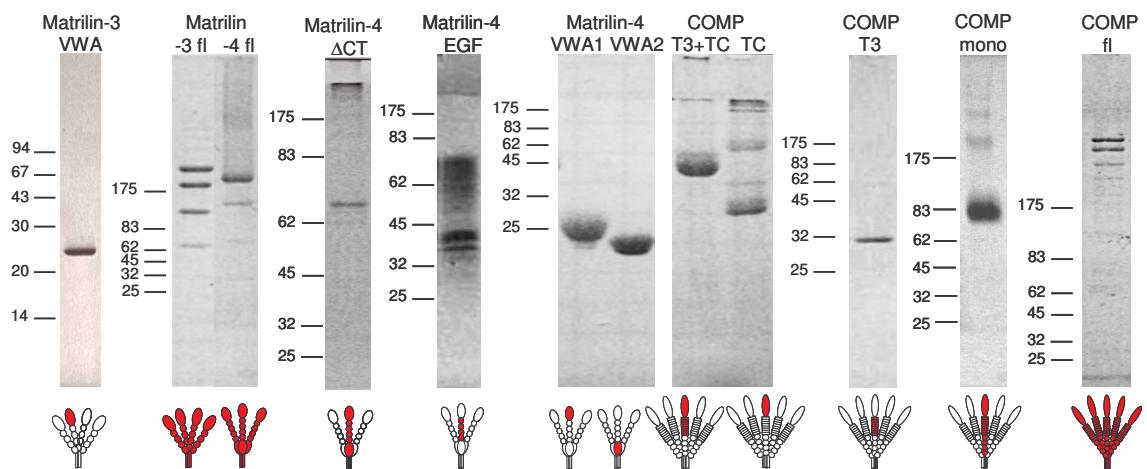 Matrilin-3
VWA
94
67
43
30
20
14
Matrilin
-3 fl -4 fl
175
83
62
45
32
25
Matrilin-4
ΔCT
175
83
62
45
32
25
Matrilin-4
EGF
175
83
62
45
32
25
Matrilin-4
VWA1 VWA2
175
83
62
45
32
25
COMP
T3+TC TC
COMP
T3
175
83
62
45
32
25
COMP
mono
175
83
62
45
32
25
COMP
fl
175
83
62
45
32
25